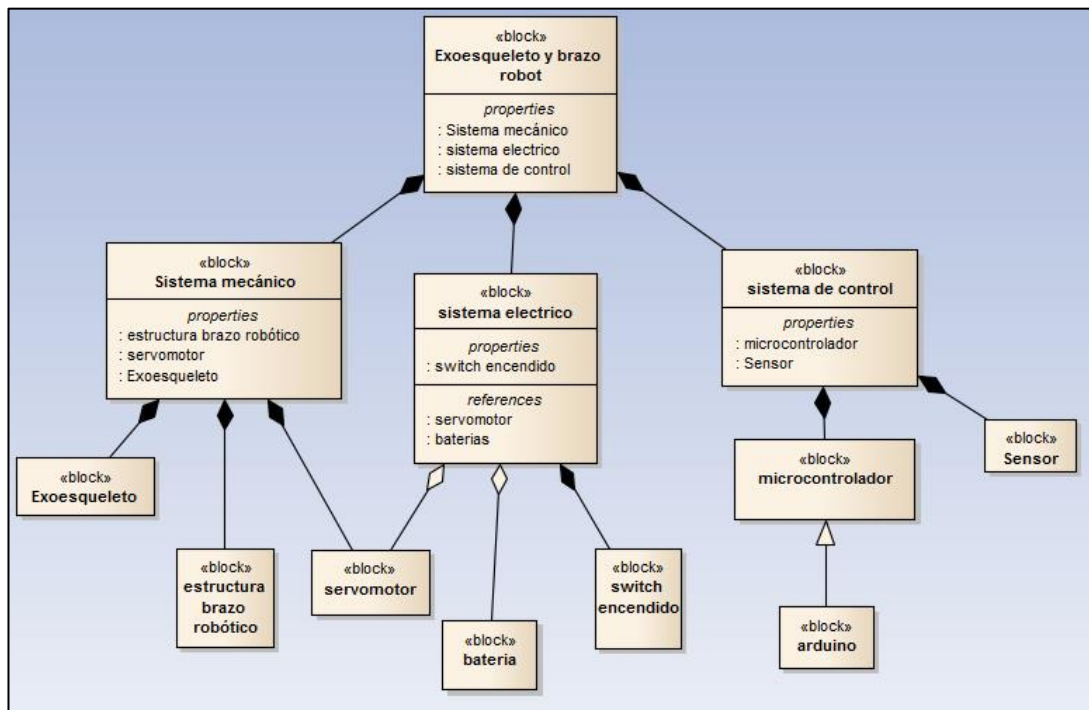 «block»
Exoesqueleto y brazo
robot
properties
: Sistema mecánico
: sistema electrico
: sistema de control
«block»
Sistema mecánico
properties
: estructura brazo robótico
: servomotor
: Exoesqueleto
«block»
sistema electrico
properties
: switch encendido
references
: servomotor
: baterias
«block»
sistema de control
properties
: microcontrolador
: Sensor
«block»
Exoesqueleto
«block»
estructura
brazo
robótico
«block»
servomotor
«block»
bateria
«block»
switch
encendido
«block»
microcontrolador
«block»
Sensor
«block»
arduino